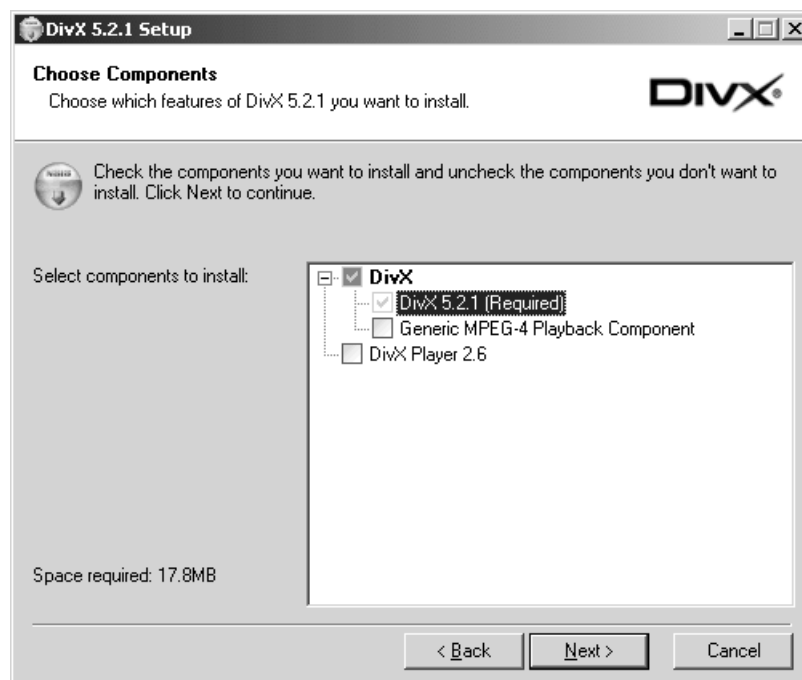 DivX 5.2.1 Setup
Choose Components
Choose which features of DivX 5.2.1 you want to install.
DIVX®
Check the components you want to install and uncheck the components you don't want to
install. Click Next to continue.
Select components to install:
DivX
DivX 5.2.1 (Required)
Generic MPEG-4 Playback Component
DivX Player 2.6
Space required: 17.8MB
< Back
Next >
Cancel